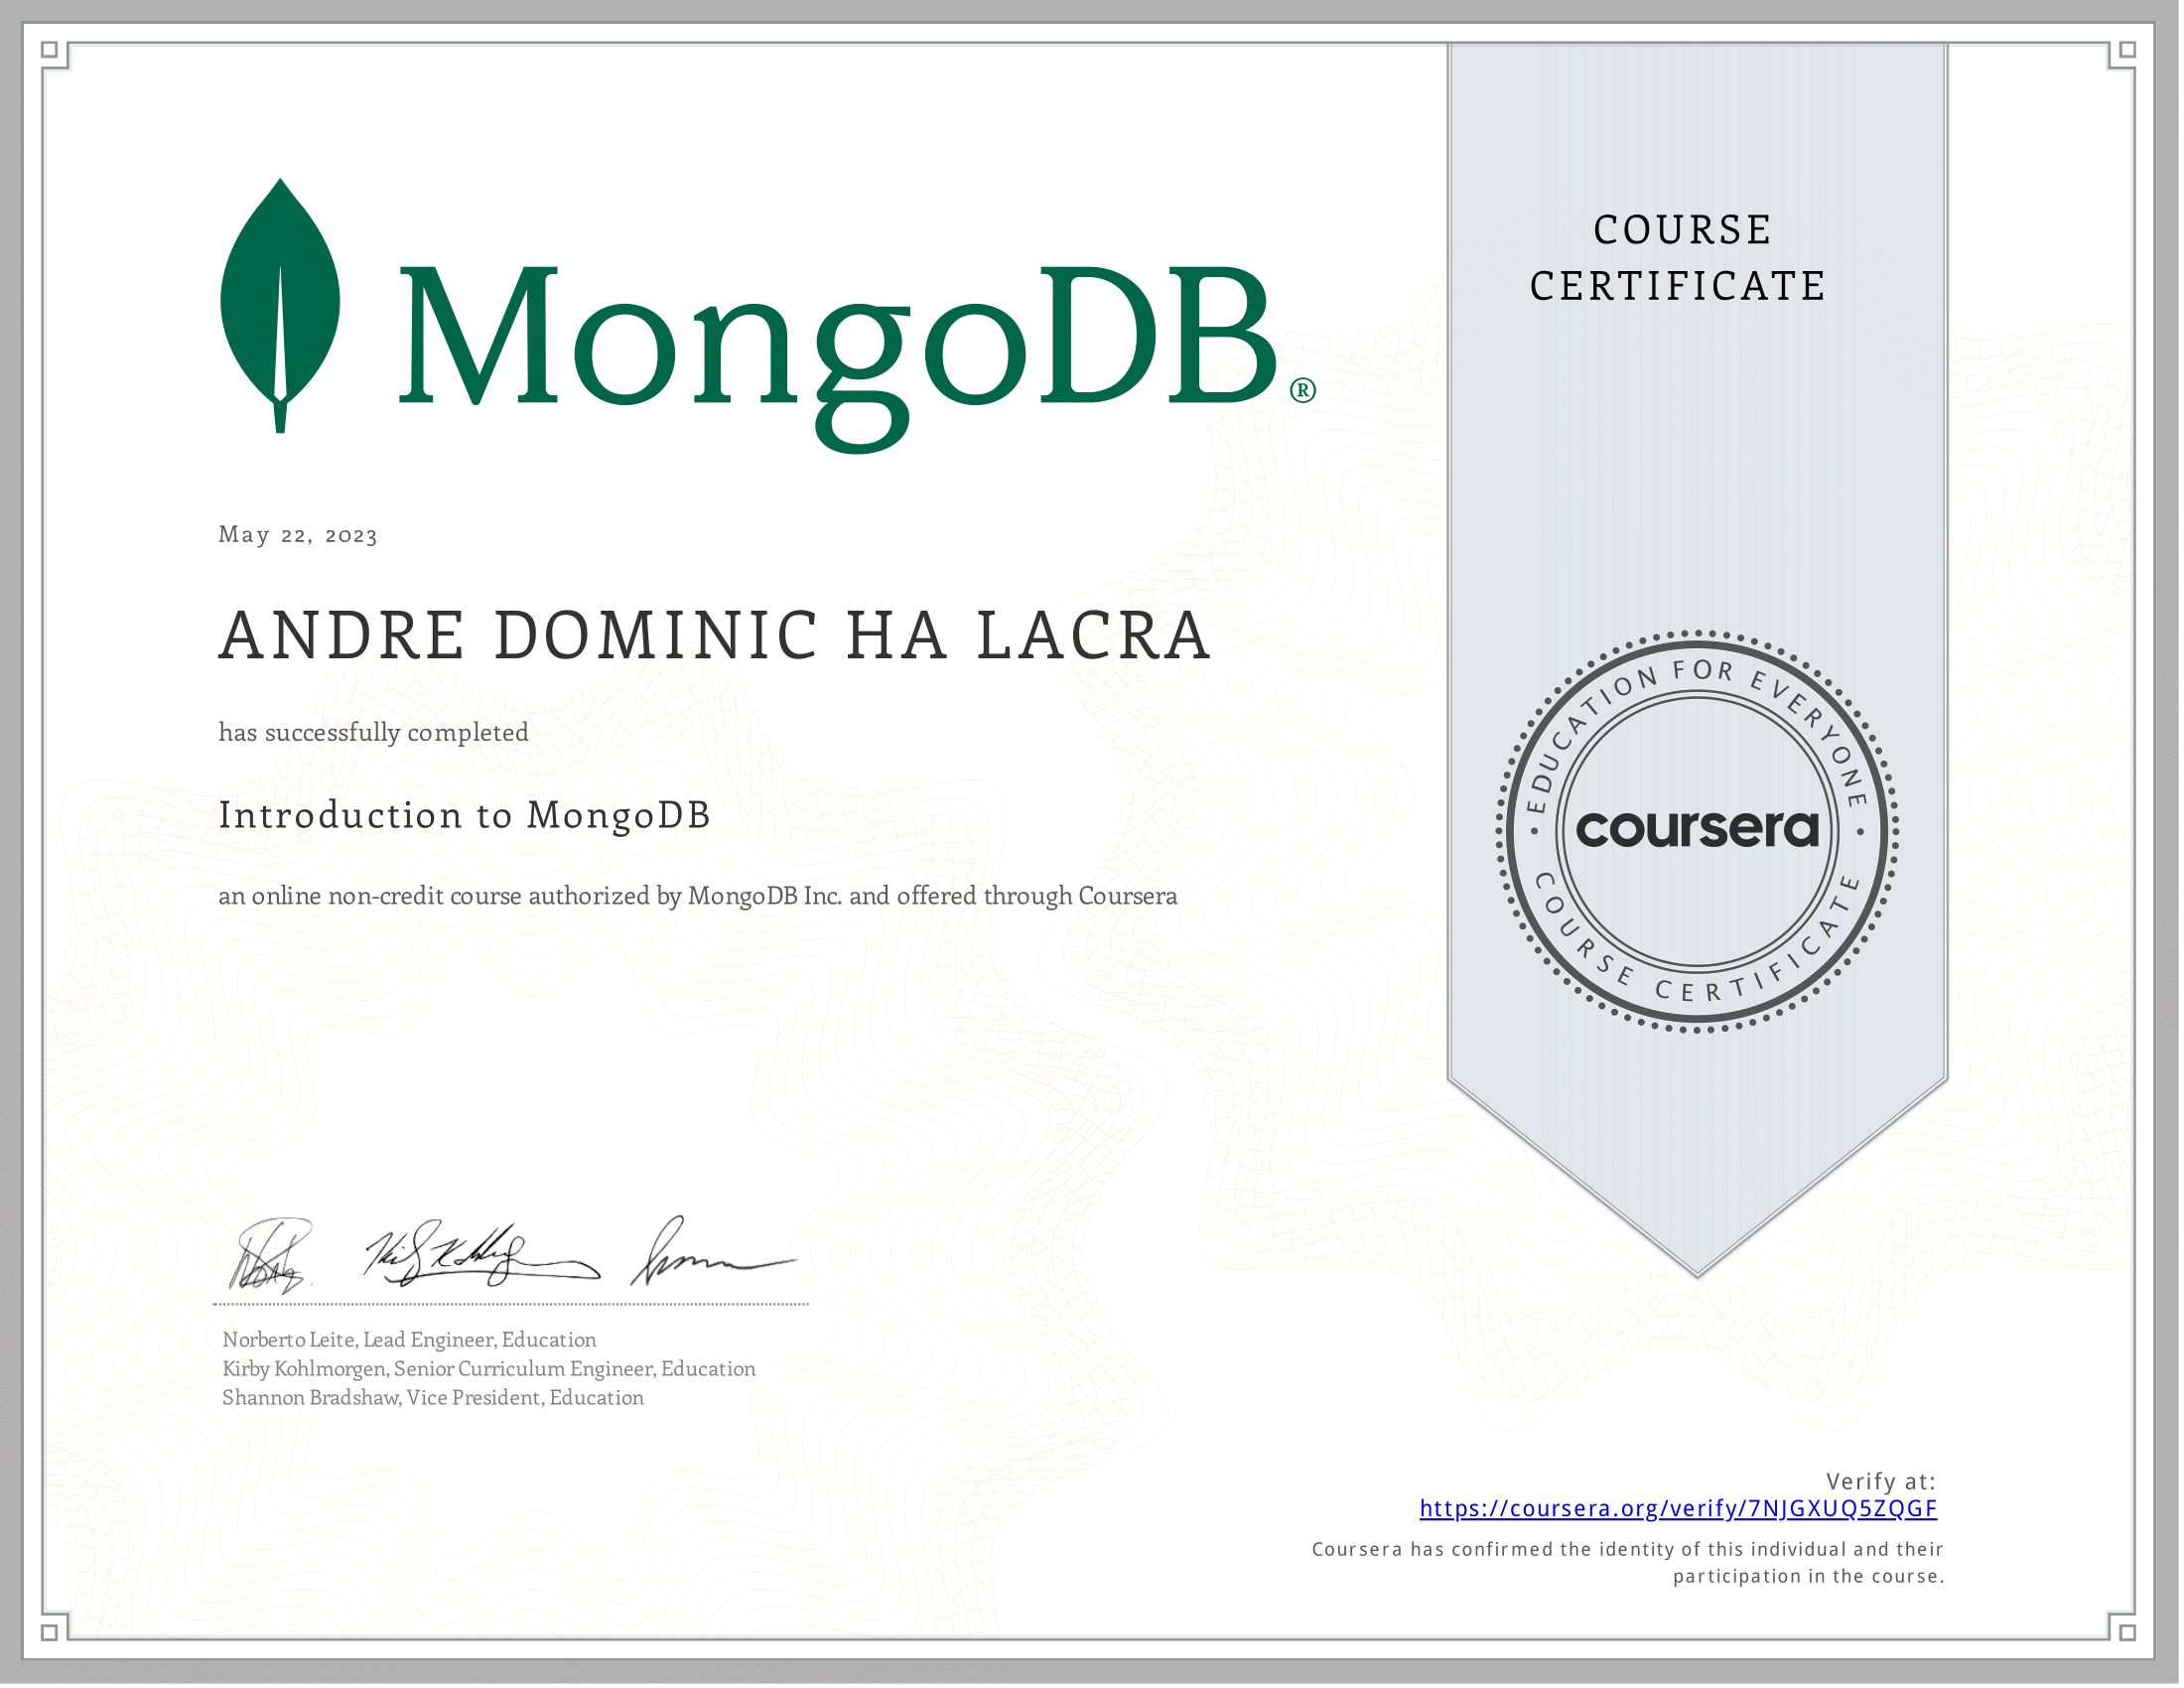 MongoDB®
COURSE
CERTIFICATE
May 22, 2023
ANDRE DOMINIC HA LACRA
has successfully completed
Introduction to MongoDB
an online non-credit course authorized by MongoDB Inc. and offered through Coursera
• EDUCATION FOR EVERYONE •
coursera
COURSE CERTIFICATE
Norberto Leite, Lead Engineer, Education
Kirby Kohlmorgen, Senior Curriculum Engineer, Education
Shannon Bradshaw, Vice President, Education
Verify at:
https://coursera.org/verify/7NJGXUQ5ZQGF
Coursera has confirmed the identity of this individual and their
participation in the course.